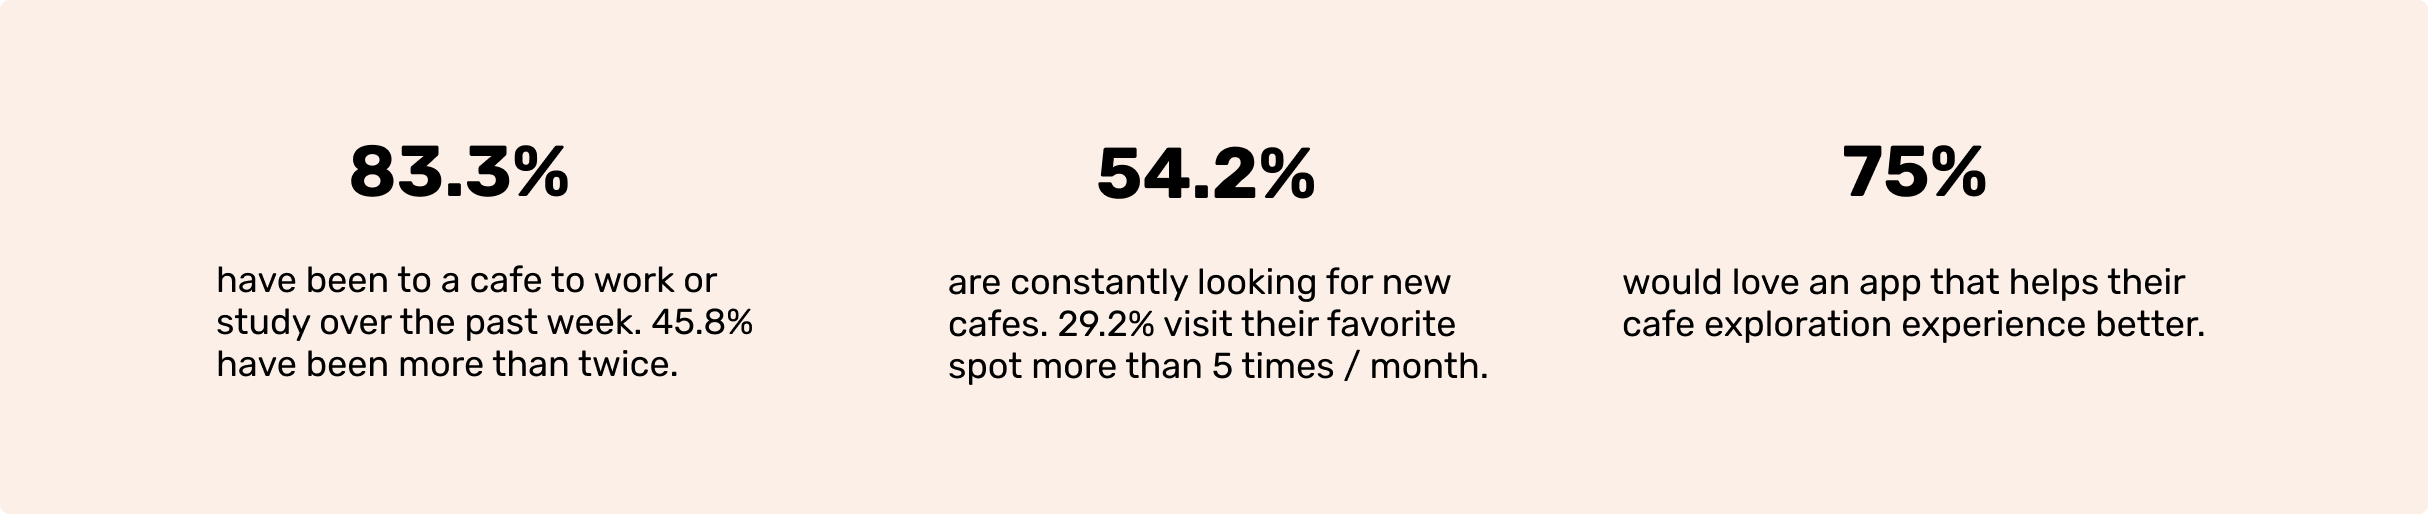 83.3%
have been to a cafe to work or
study over the past week. 45.8%
have been more than twice.
54.2%
are constantly looking for new
cafes. 29.2% visit their favorite
spot more than 5 times / month.
75%
would love an app that helps their
cafe exploration experience better.